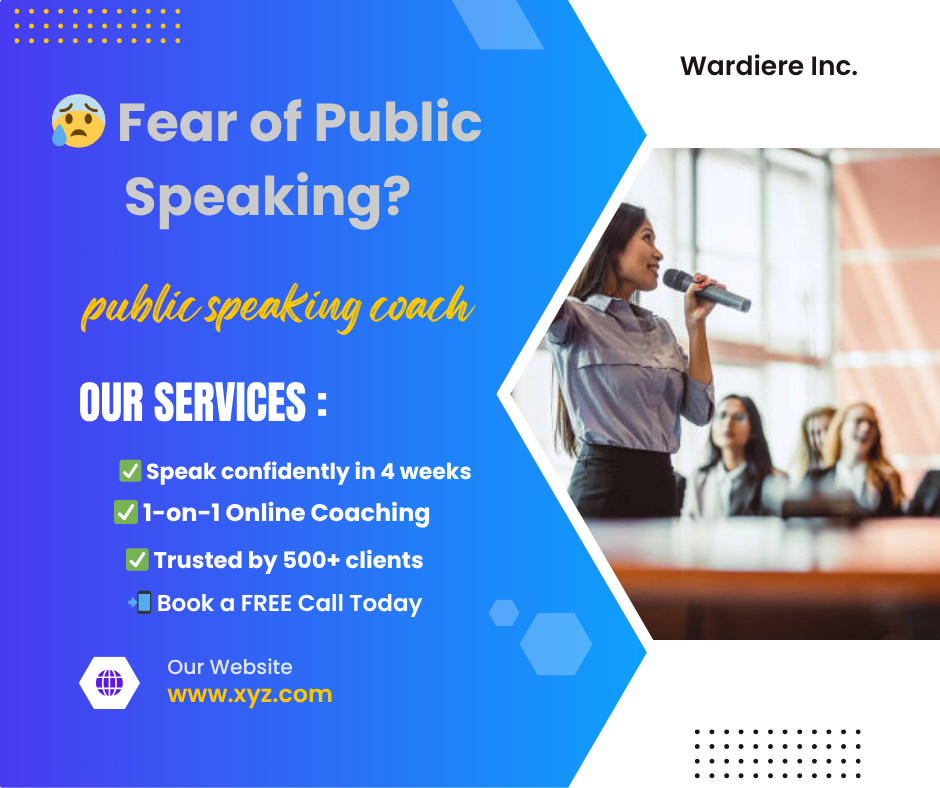 Wardiere Inc.
😰 Fear of Public
Speaking?
public speaking coach
OUR SERVICES :
✅ Speak confidently in 4 weeks
✅ 1-on-1 Online Coaching
✅ Trusted by 500+ clients
📲 Book a FREE Call Today
Our Website
www.xyz.com